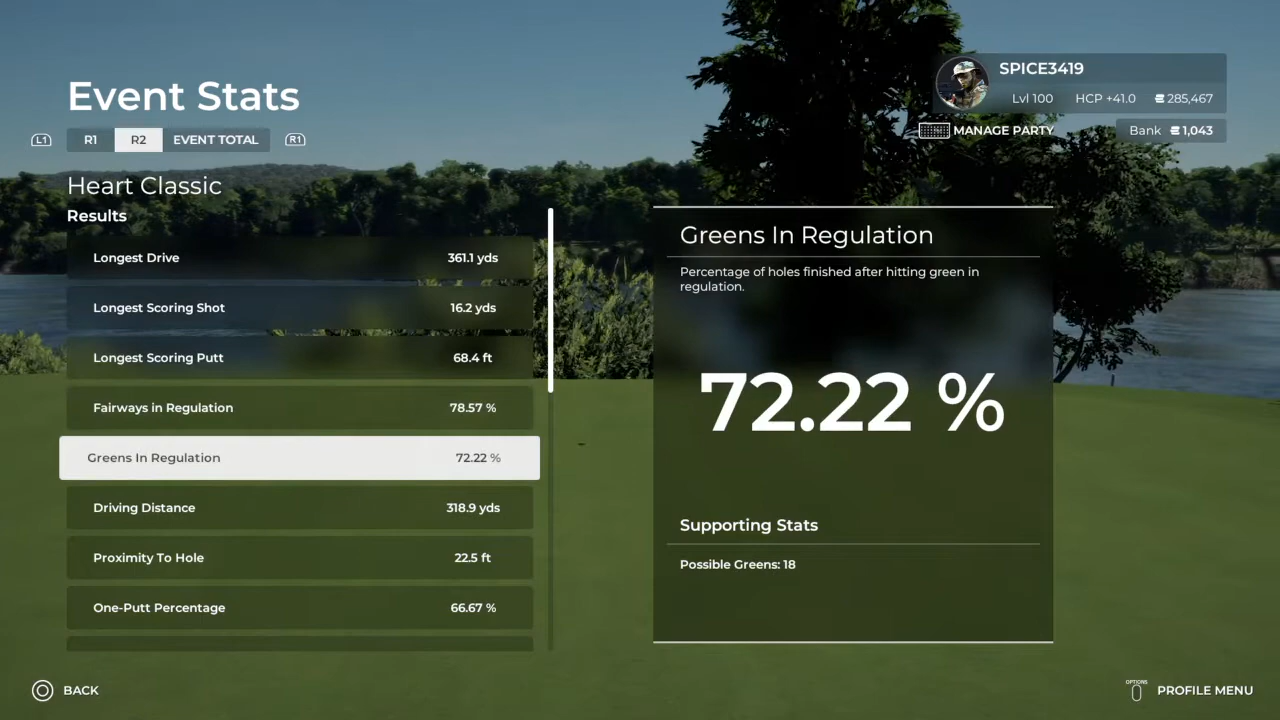 Event Stats
L1 R1 R2 EVENT TOTAL R1
SPICE3419
Lvl 100 HCP +41.0 285,467
MANAGE PARTY
Bank 1,043
Heart Classic
Results
Longest Drive 361.1 yds
Longest Scoring Shot 16.2 yds
Longest Scoring Putt 68.4 ft
Fairways in Regulation 78.57 %
Greens In Regulation 72.22 %
Driving Distance 318.9 yds
Proximity To Hole 22.5 ft
One-Putt Percentage 66.67 %
Greens In Regulation
Percentage of holes finished after hitting green in
regulation.
72.22 %
Supporting Stats
Possible Greens: 18
BACK
OPTIONS
PROFILE MENU